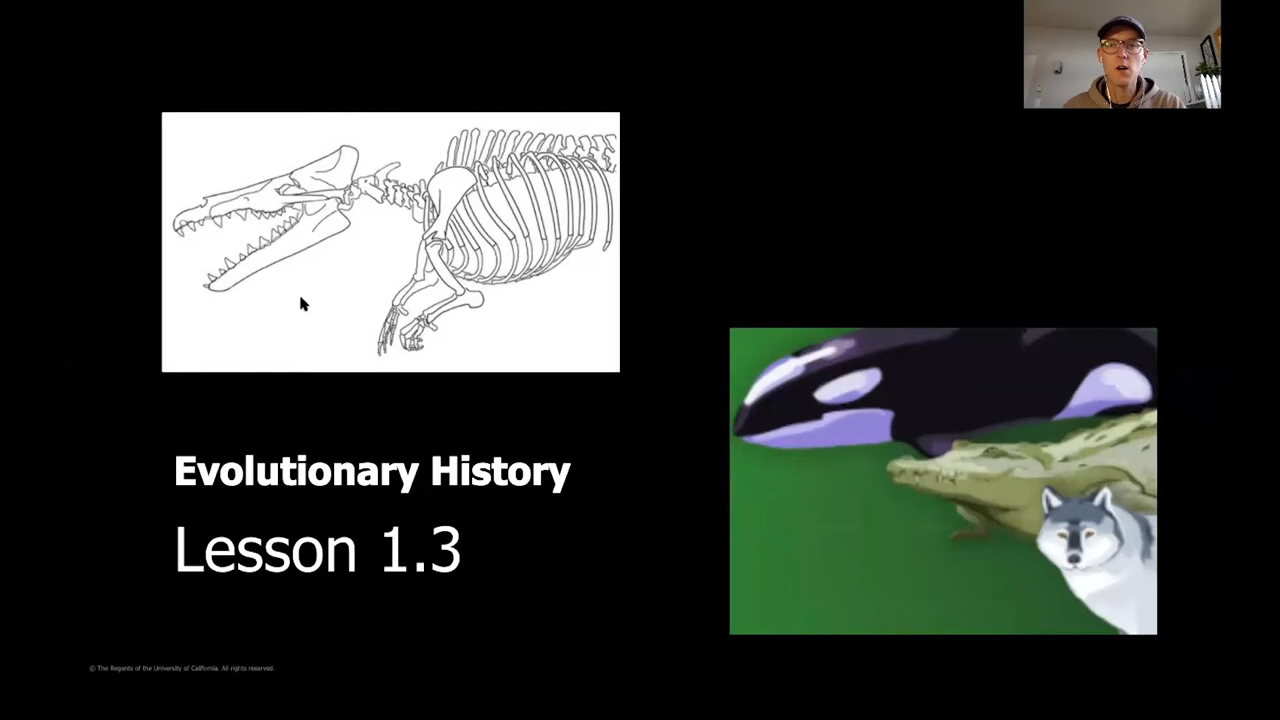 Evolutionary History
Lesson 1.3
© The Regents of the University of California. All rights reserved.